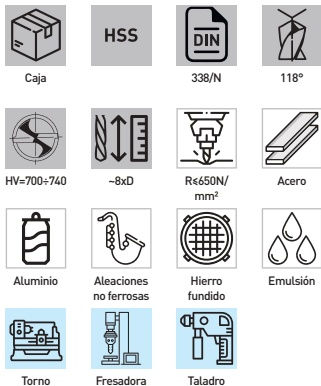 HSS
DIN
Caja
338/N
118°
HV=700÷740
~8xD
R≤650N/
mm²
Acero
Aluminio
Aleaciones
no ferrosas
Hierro
fundido
Emulsión
Torno
Fresadora
Taladro